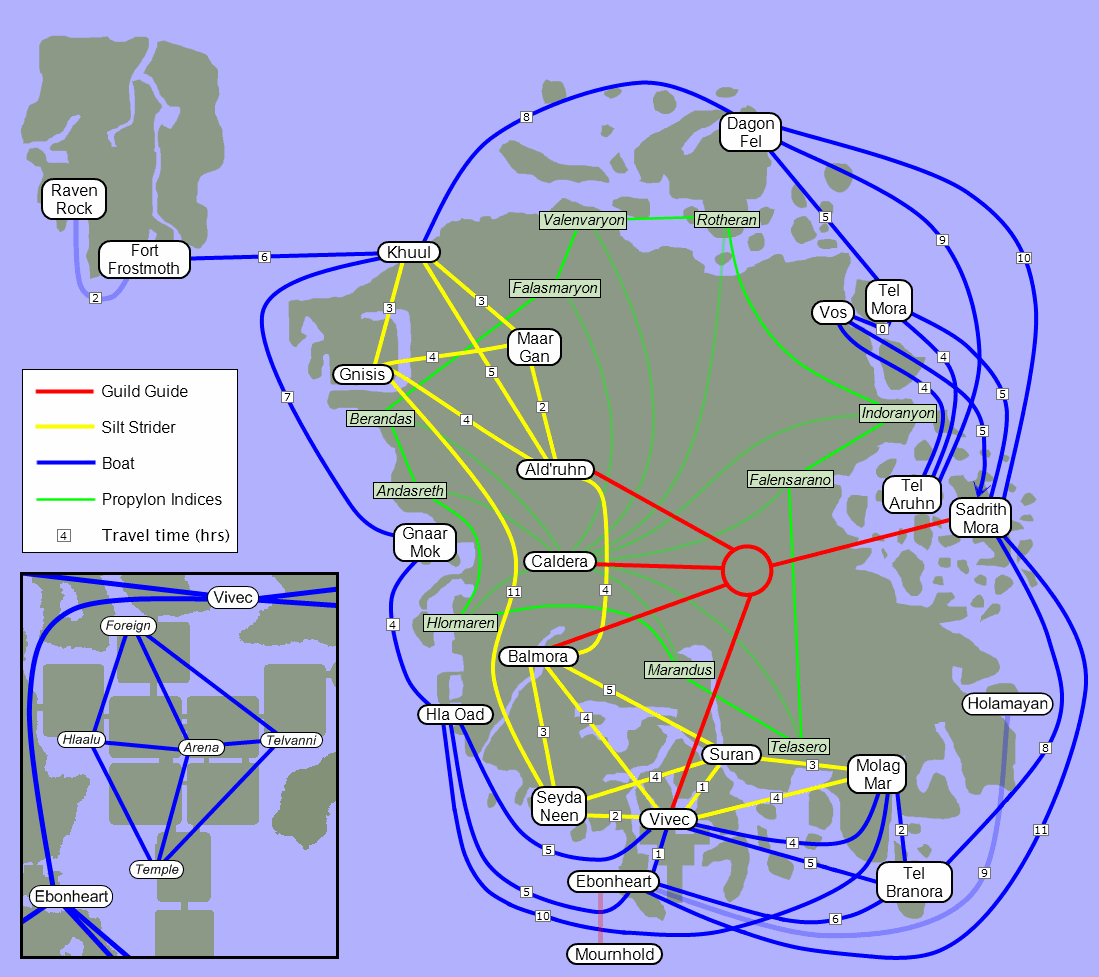 8
Dagon
Fel
Raven
Rock
Valenvaryon
Rotheran
5
9
Fort
Frostmoth
6
Khuul
10
2
3
3
Falasmaryon
Tel
Mora
Vos
0
Maar
Gan
4
4
Gnisis
5
4
7
2
5
Guild Guide
Silt Strider
Boat
Propylon Indices
4
Travel time (hrs)
Berandas
4
Indoranyon
5
Ald'ruhn
Falensarano
Andasreth
Tel
Aruhn
Sadrith
Mora
Gnaar
Mok
Caldera
11
4
4
Hlormaren
Balmora
Marandus
5
Holamayan
Hla Oad
4
3
Telasero
8
Suran
3
Molag
Mar
4
1
4
Seyda
Neen
2
Vivec
2
11
4
5
1
5
Tel
Branora
9
Ebonheart
5
10
6
Mournhold
Vivec
Foreign
Hlaalu
Arena
Telvanni
Temple
Ebonheart